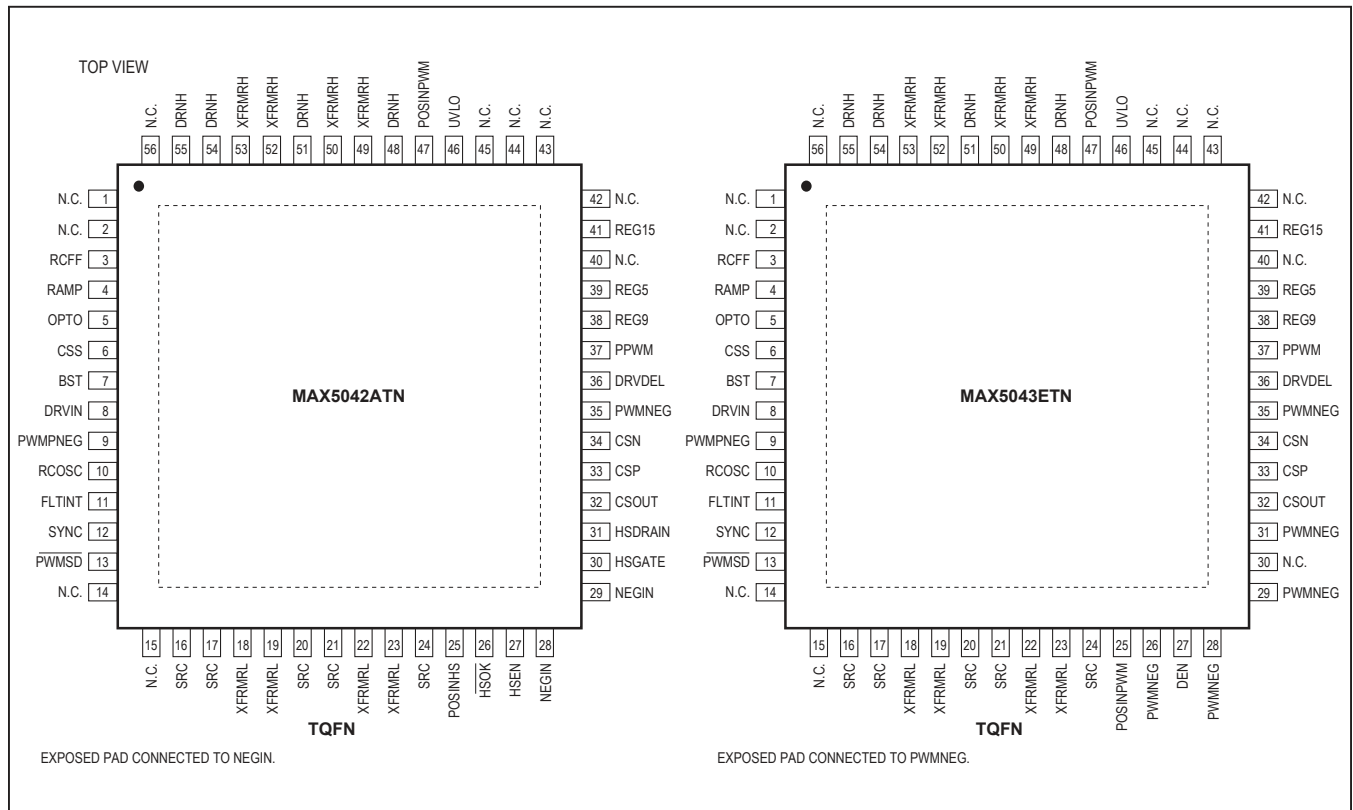 TOP VIEW
N.C. DRNH DRNH XFRMRH XFRMRH DRNH XFRMRH XFRMRH DRNH POSINPWM UVLO N.C. N.C. N.C.
56 55 54 53 52 51 50 49 48 47 46 45 44 43
N.C. 1
N.C. 2
RCFF 3
RAMP 4
OPTO 5
CSS 6
BST 7
DRVIN 8
PWMPNEG 9
RCOSC 10
FLTINT 11
SYNC 12
PWMSD 13
N.C. 14
MAX5042ATN
42 N.C.
41 REG15
40 N.C.
39 REG5
38 REG9
37 PPWM
36 DRVDEL
35 PWMNEG
34 CSN
33 CSP
32 CSOUT
31 HSDRAIN
30 HSGATE
29 NEGIN
15 16 17 18 19 20 21 22 23 24 25 26 27 28
N.C. SRC SRC XFRMRL XFRMRL SRC SRC XFRMRL XFRMRL SRC POSINHS HSOK HSEN NEGIN
TQFN
EXPOSED PAD CONNECTED TO NEGIN.
N.C. DRNH DRNH XFRMRH XFRMRH DRNH XFRMRH XFRMRH DRNH POSINPWM UVLO N.C. N.C. N.C.
56 55 54 53 52 51 50 49 48 47 46 45 44 43
N.C. 1
N.C. 2
RCFF 3
RAMP 4
OPTO 5
CSS 6
BST 7
DRVIN 8
PWMPNEG 9
RCOSC 10
FLTINT 11
SYNC 12
PWMSD 13
N.C. 14
MAX5043ETN
42 N.C.
41 REG15
40 N.C.
39 REG5
38 REG9
37 PPWM
36 DRVDEL
35 PWMNEG
34 CSN
33 CSP
32 CSOUT
31 PWMNEG
30 N.C.
29 PWMNEG
15 16 17 18 19 20 21 22 23 24 25 26 27 28
N.C. SRC SRC XFRMRL XFRMRL SRC SRC XFRMRL XFRMRL SRC POSINPWM PWMNEG DEN PWMNEG
TQFN
EXPOSED PAD CONNECTED TO PWMNEG.